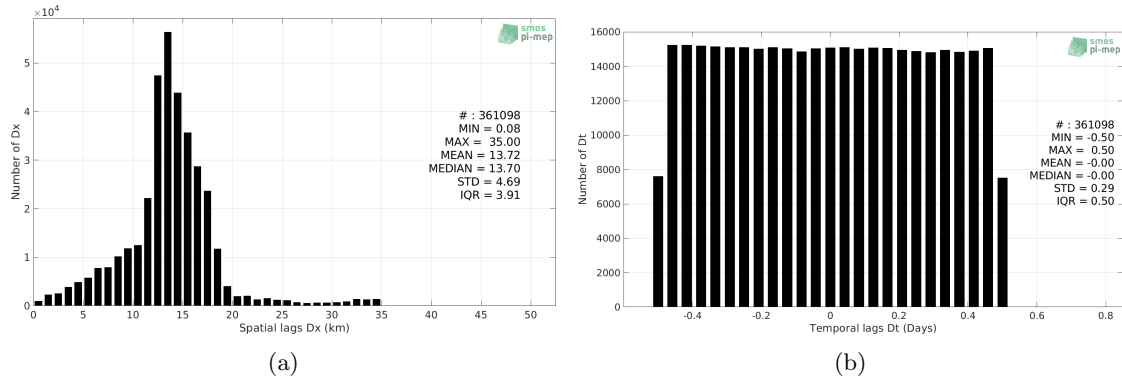 ×10⁴
5
4
3
2
1
0
Number of Dx
0 5 10 15 20 25 30 35 40 45 50
Spatial lags Dx (km)
smos
pi-mep
# : 361098
MIN = 0.08
MAX = 35.00
MEAN = 13.72
MEDIAN = 13.70
STD = 4.69
IQR = 3.91
(a)
16000
14000
12000
10000
8000
6000
4000
2000
0
Number of Dt
-0.4 -0.2 0 0.2 0.4 0.6 0.8
Temporal lags Dt (Days)
smos
pi-mep
# : 361098
MIN = -0.50
MAX = 0.50
MEAN = -0.00
MEDIAN = -0.00
STD = 0.29
IQR = 0.50
(b)